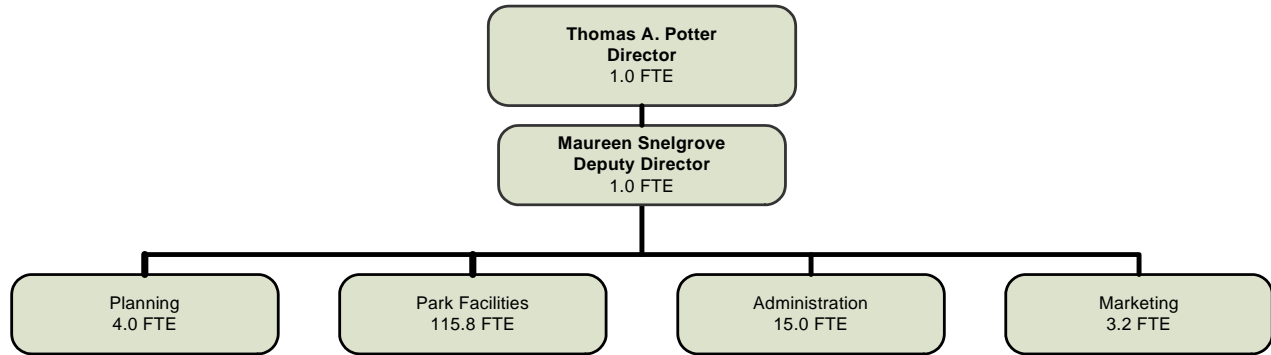 Thomas A. Potter
Director
1.0 FTE
Maureen Snelgrove
Deputy Director
1.0 FTE
Planning
4.0 FTE
Park Facilities
115.8 FTE
Administration
15.0 FTE
Marketing
3.2 FTE